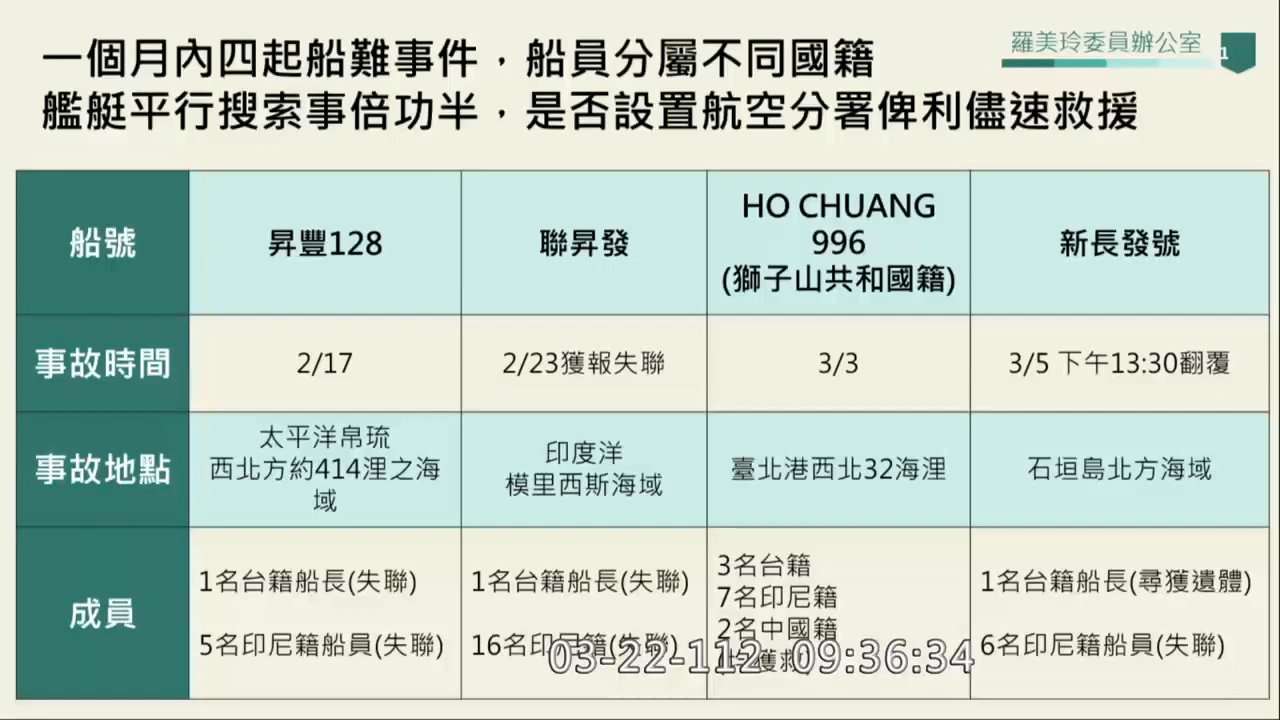 一個月內四起船難事件，船員分屬不同國籍
艦艇平行搜索事倍功半，是否設置航空分署俾利儘速救援
羅美玲委員辦公室
1
船號
昇豐128
聯昇發
HO CHUANG
996
(獅子山共和國籍)
新長發號
事故時間
2/17
2/23獲報失聯
3/3
3/5 下午13:30翻覆
事故地點
太平洋帛琉
西北方約414浬之海
域
印度洋
模里西斯海域
臺北港西北32海浬
石垣島北方海域
成員
1名台籍船長(失聯)
5名印尼籍船員(失聯)
1名台籍船長(失聯)
16名印尼籍(失聯)
3名台籍
7名印尼籍
2名中國籍
獲救
1名台籍船長(尋獲遺體)
6名印尼籍船員(失聯)
03-22-112 09:36:34